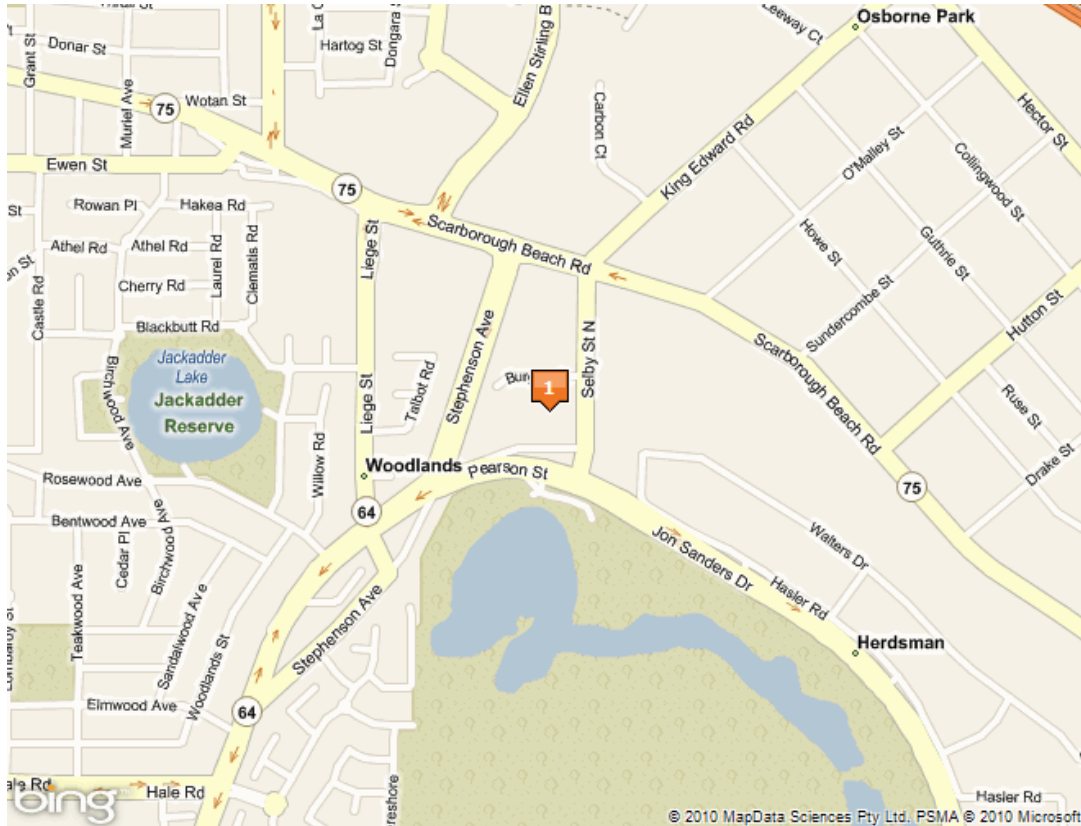 Donar St
Grant St
Muriel Ave
Wotan St
75
Hartog St
Dongara S
Ellen Stirling B
Leeway Ct
Osborne Park
Hector St
Carbon Ct
King Edward Rd
O'Malley St
Collingwood St
Ewen St
75
St
Rowan Pl
Hakea Rd
Athel Rd
Athel Rd
Laurel Rd
Clematis Rd
Cherry Rd
Castle Rd
Liege St
Scarborough Beach Rd
Howe St
Guthrie St
Sundercombe St
Hutton St
Blackbutt Rd
Jackadder
Lake
Jackadder
Reserve
Birchwood Ave
Stephenson Ave
Selby St N
Scarborough Beach Rd
Talbot Rd
Liege St
1
Ruse St
Drake St
Willow Rd
Woodlands
Pearson St
Rosewood Ave
75
64
Bentwood Ave
Cedar Pl
Birchwood Ave
Jon Sanders Dr
Walters Dr
Hasler Rd
Teakwood Ave
Sandalwood Ave
Woodlands St
Stephenson Ave
Herdsman
Elmwood Ave
64
ale Rd
Hale Rd
reshore
Hasler Rd
bing
© 2010 MapData Sciences Pty Ltd, PSMA © 2010 Microsoft